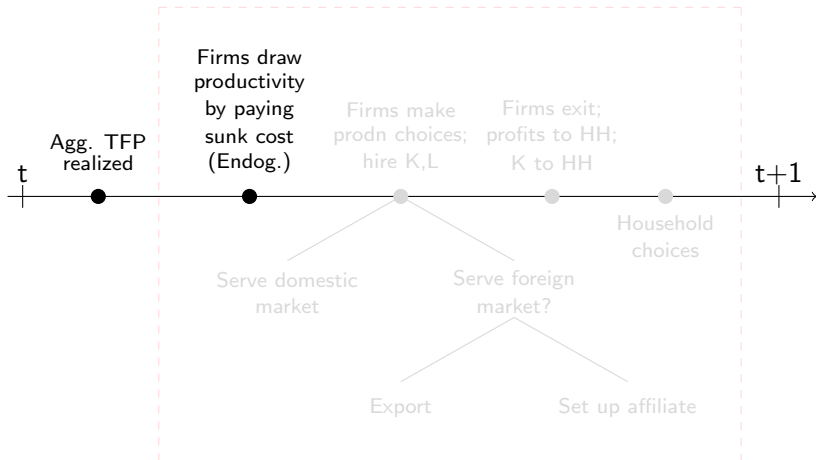 Firms draw
productivity
by paying
sunk cost
(Endog.)
Agg. TFP
realized
Firms make
prodn choices;
hire K,L
Firms exit;
profits to HH;
K to HH
t
t+1
Household
choices
Serve domestic
market
Serve foreign
market?
Export
Set up affiliate